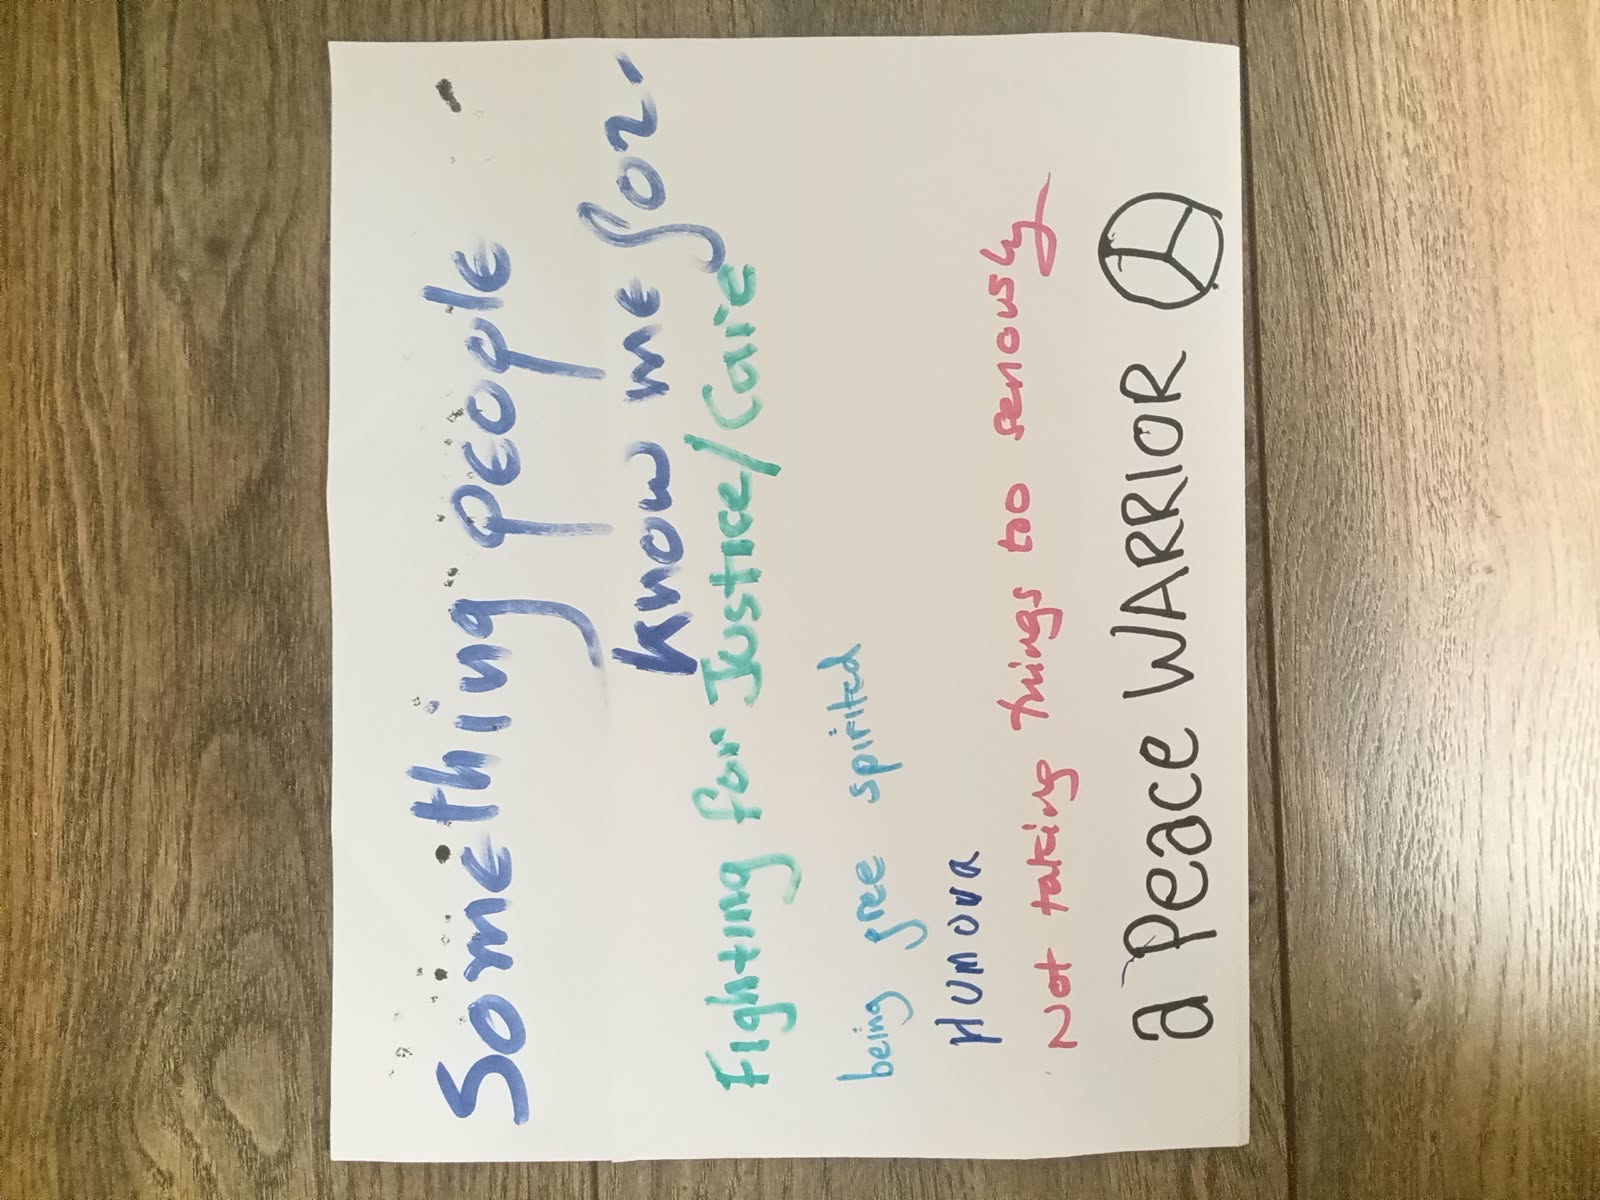 Something people
know me for.
Fighting for Justice/Care
being free spirited
HUMOUR
Not taking things too seriously
a Peace WARRIOR